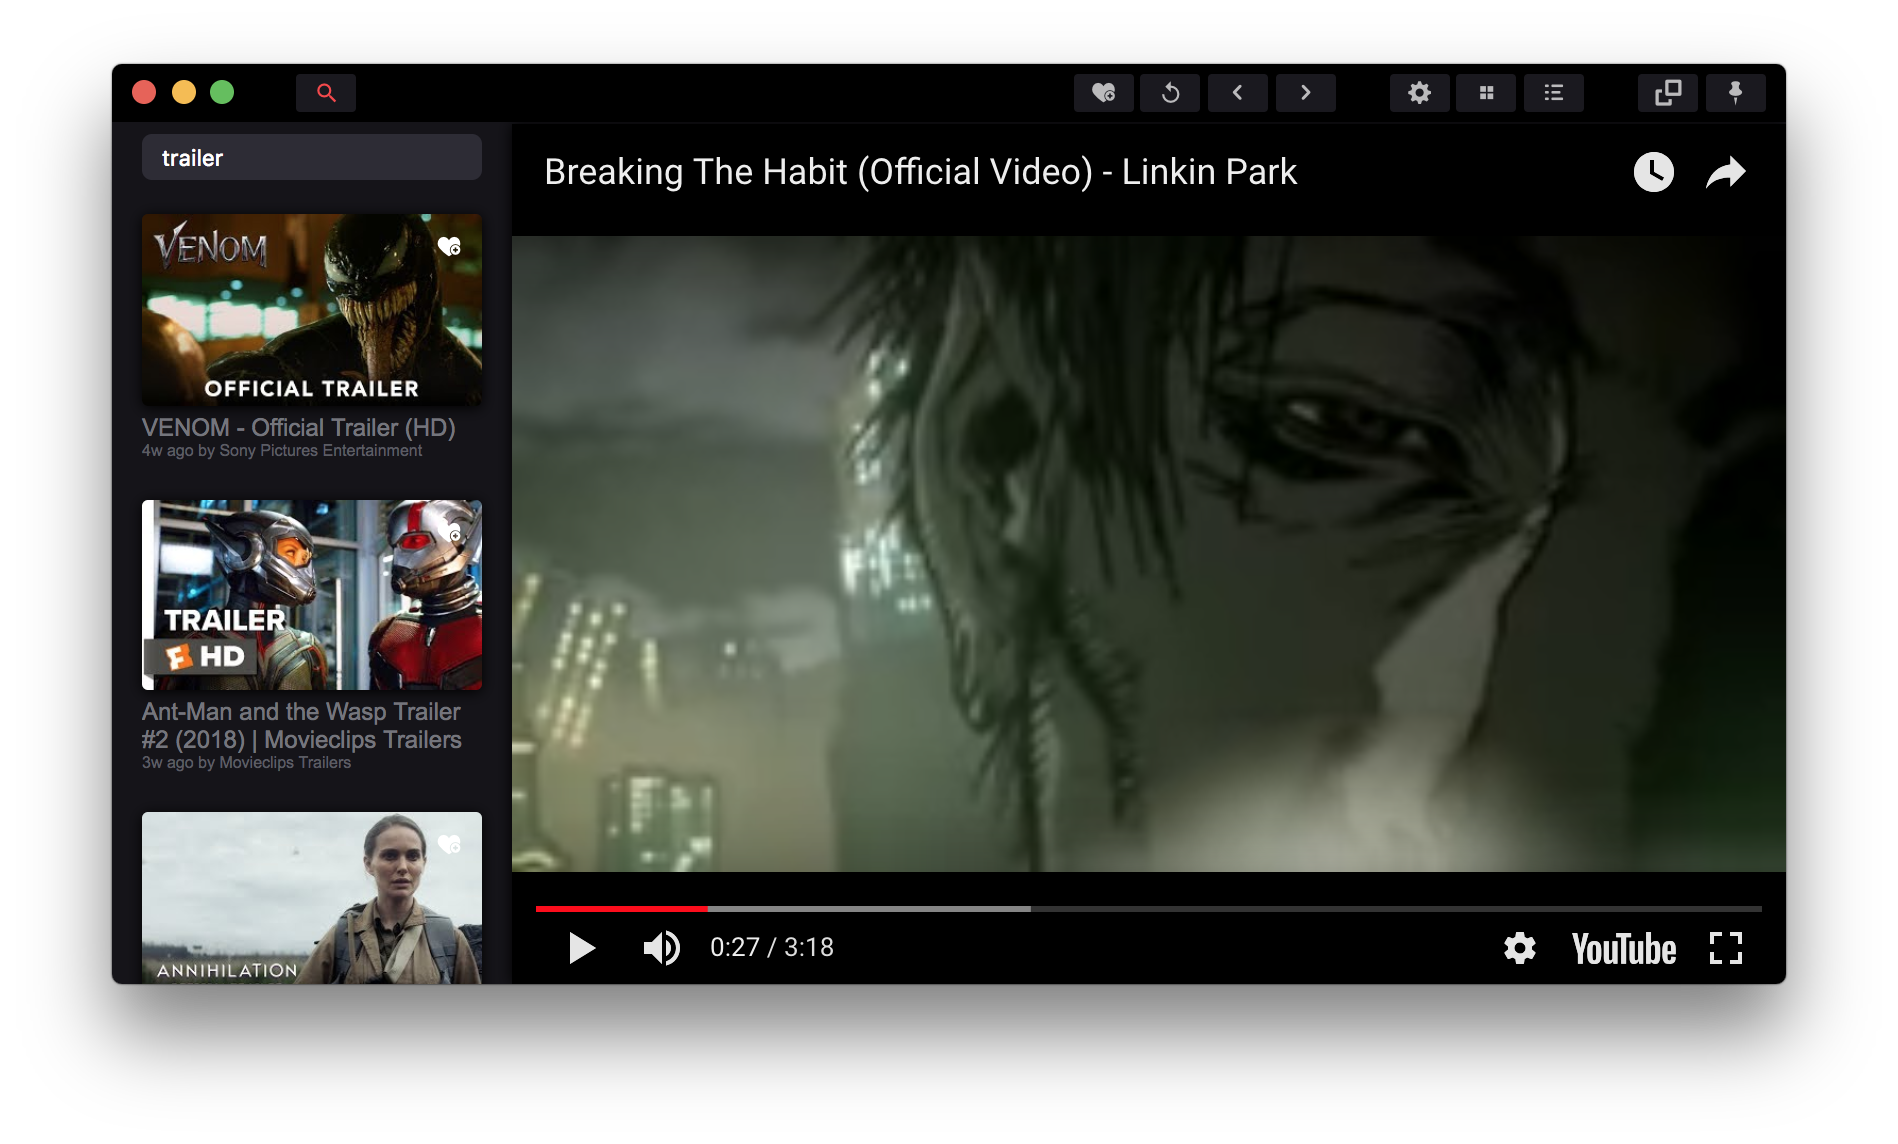 trailer
Breaking The Habit (Official Video) - Linkin Park
VENOM
OFFICIAL TRAILER
VENOM - Official Trailer (HD)
4w ago by Sony Pictures Entertainment
TRAILER
F HD
Ant-Man and the Wasp Trailer
#2 (2018) | Movieclips Trailers
3w ago by Movieclips Trailers
ANNIHILATION
0:27 / 3:18
YouTube